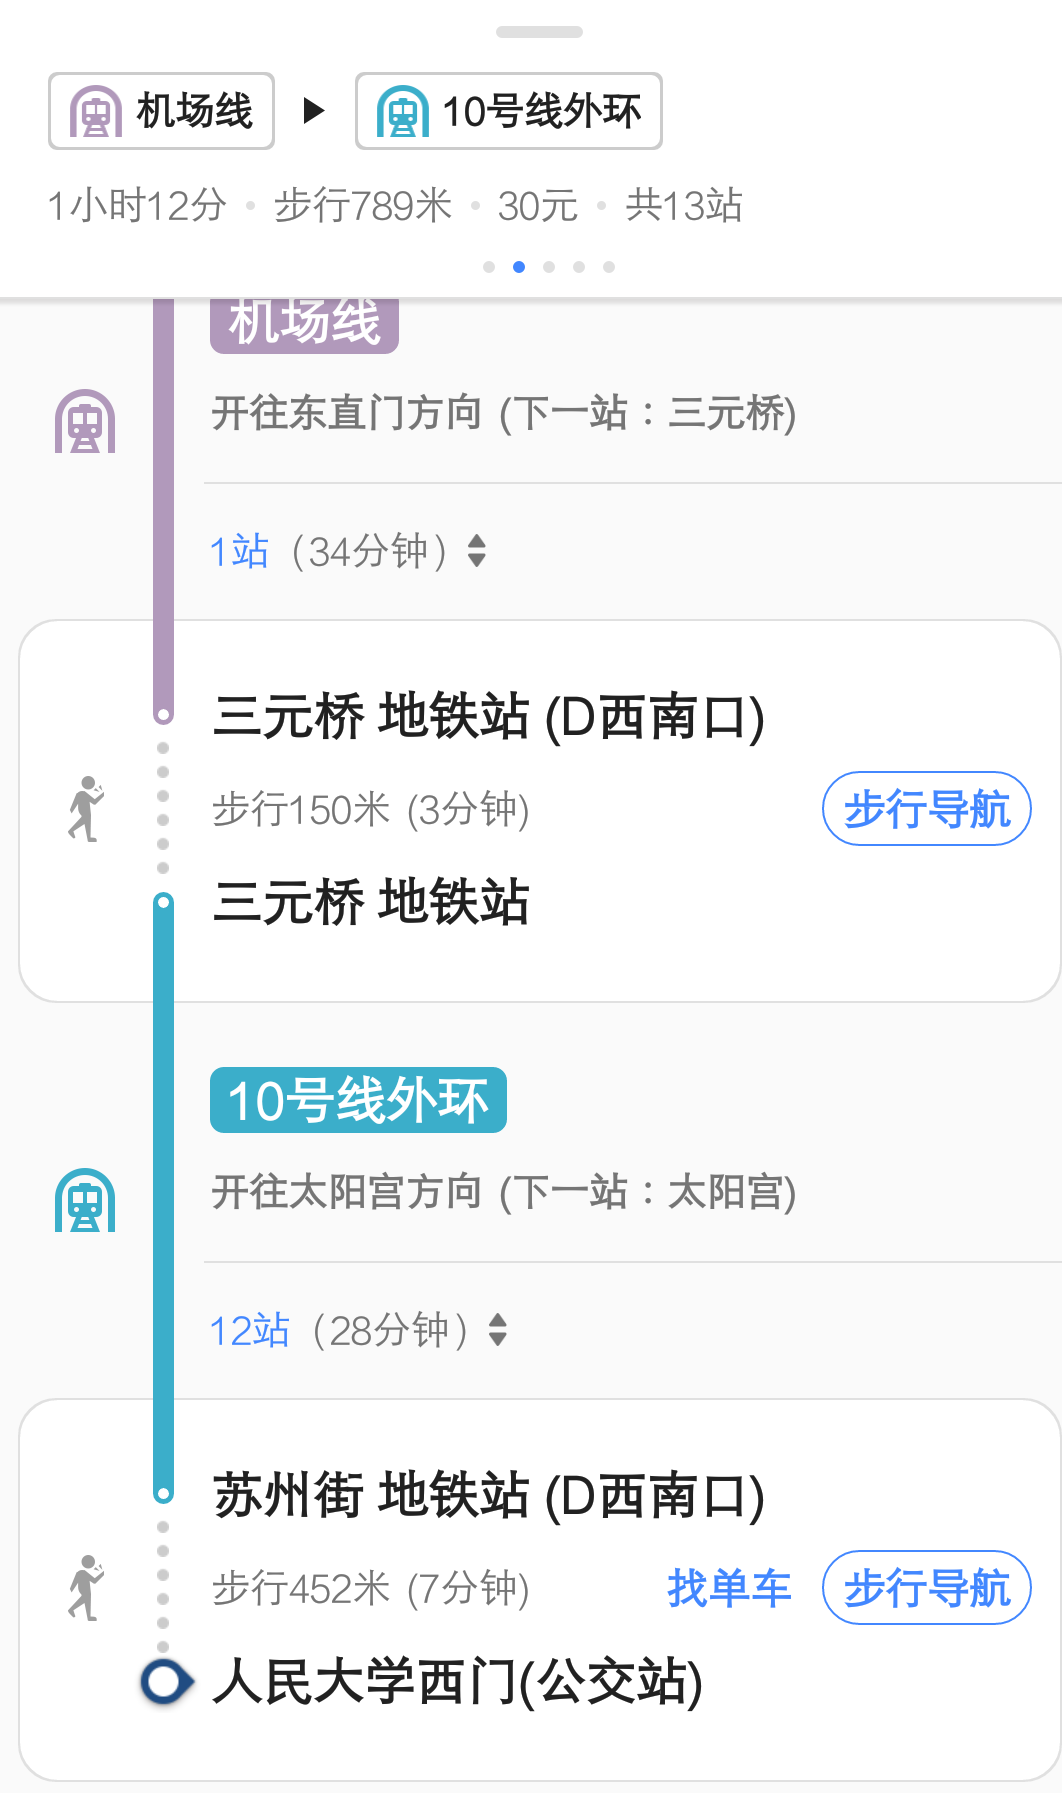 机场线 ▶ 10号线外环
1小时12分 • 步行789米 • 30元 • 共13站
机场线
开往东直门方向 (下一站：三元桥)
1站（34分钟）
三元桥 地铁站 (D西南口)
步行150米 (3分钟) 步行导航
三元桥 地铁站
10号线外环
开往太阳宫方向 (下一站：太阳宫)
12站（28分钟）
苏州街 地铁站 (D西南口)
步行452米 (7分钟) 找单车 步行导航
人民大学西门(公交站)